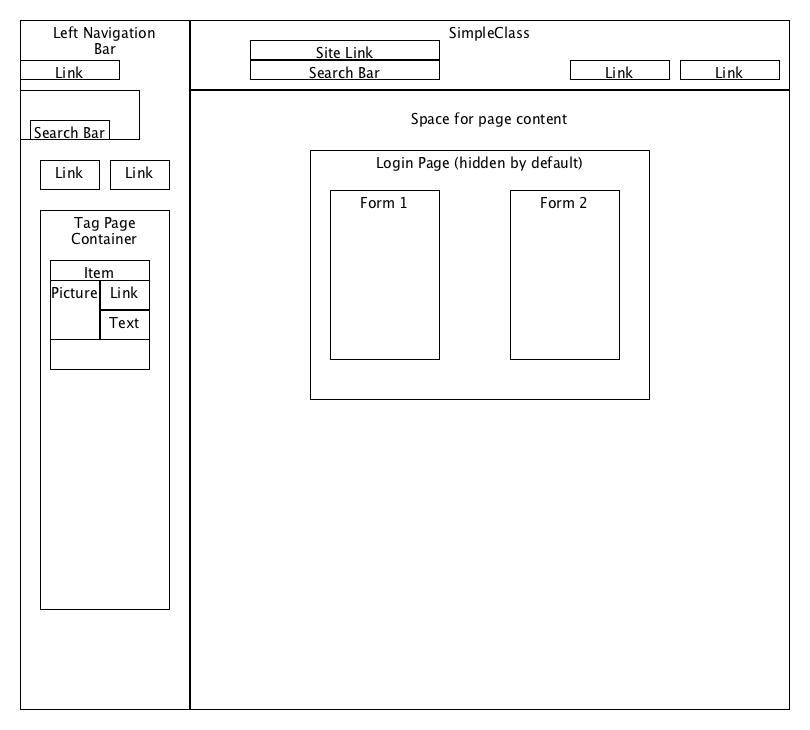 Left Navigation
Bar
Link
Search Bar
Link
Link
Tag Page
Container
Item
Picture
Link
Text
SimpleClass
Site Link
Search Bar
Link
Link
Space for page content
Login Page (hidden by default)
Form 1
Form 2